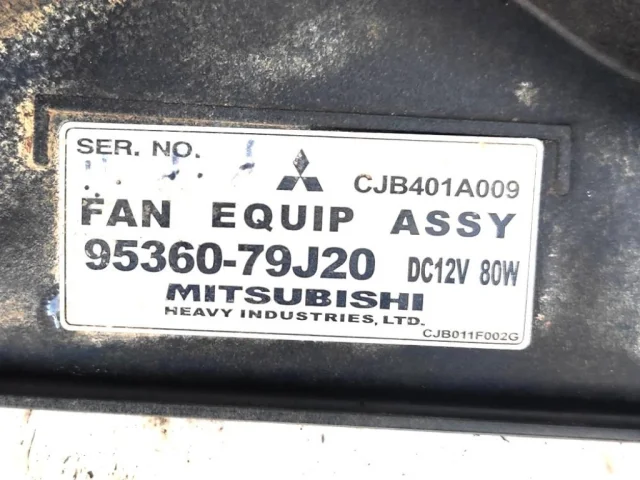 SER. NO.
CJB401A009
FAN EQUIP ASSY
95360-79J20 DC12V 80W
MITSUBISHI
HEAVY INDUSTRIES, LTD.
CJB011F002G